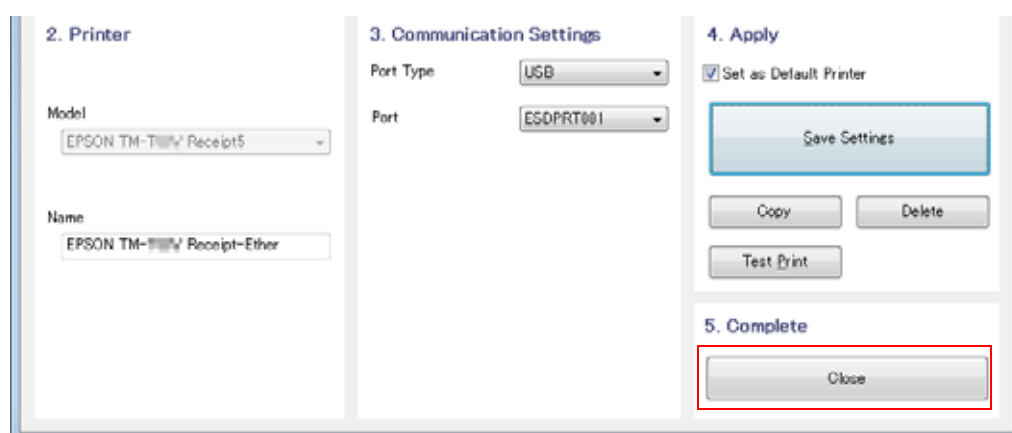 2. Printer
Model
EPSON TM-T Receipt5
Name
EPSON TM- Receipt-Ether
3. Communication Settings
Port Type
USB
Port
ESDPRT001
4. Apply
Set as Default Printer
Save Settings
Copy
Delete
Test Print
5. Complete
Close